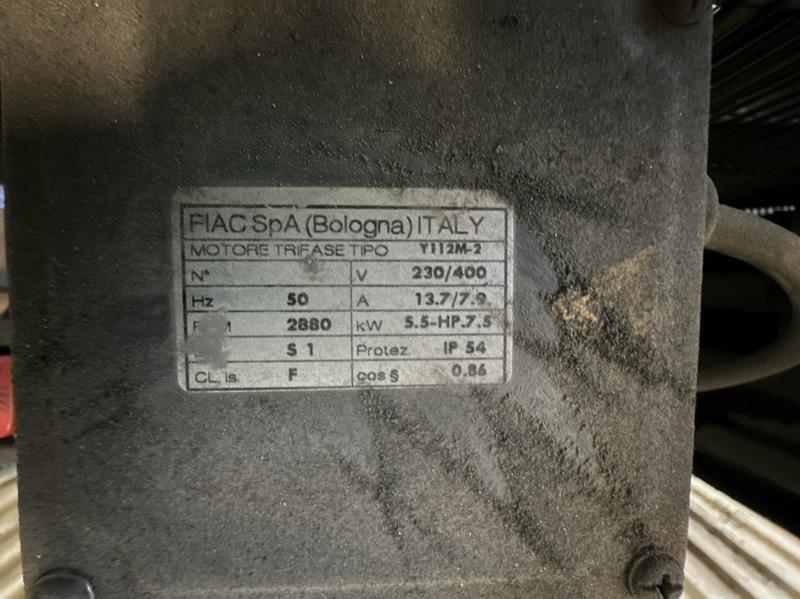 FIAC SpA (Bologna) ITALY
MOTORE TRIFASE TIPO Y112M-2
N° V 230/400
Hz 50 A 13.7/7.9
2880 kW 5.5-HP.7.5
S 1 Protez. IP 54
CL. is. F cos § 0.86